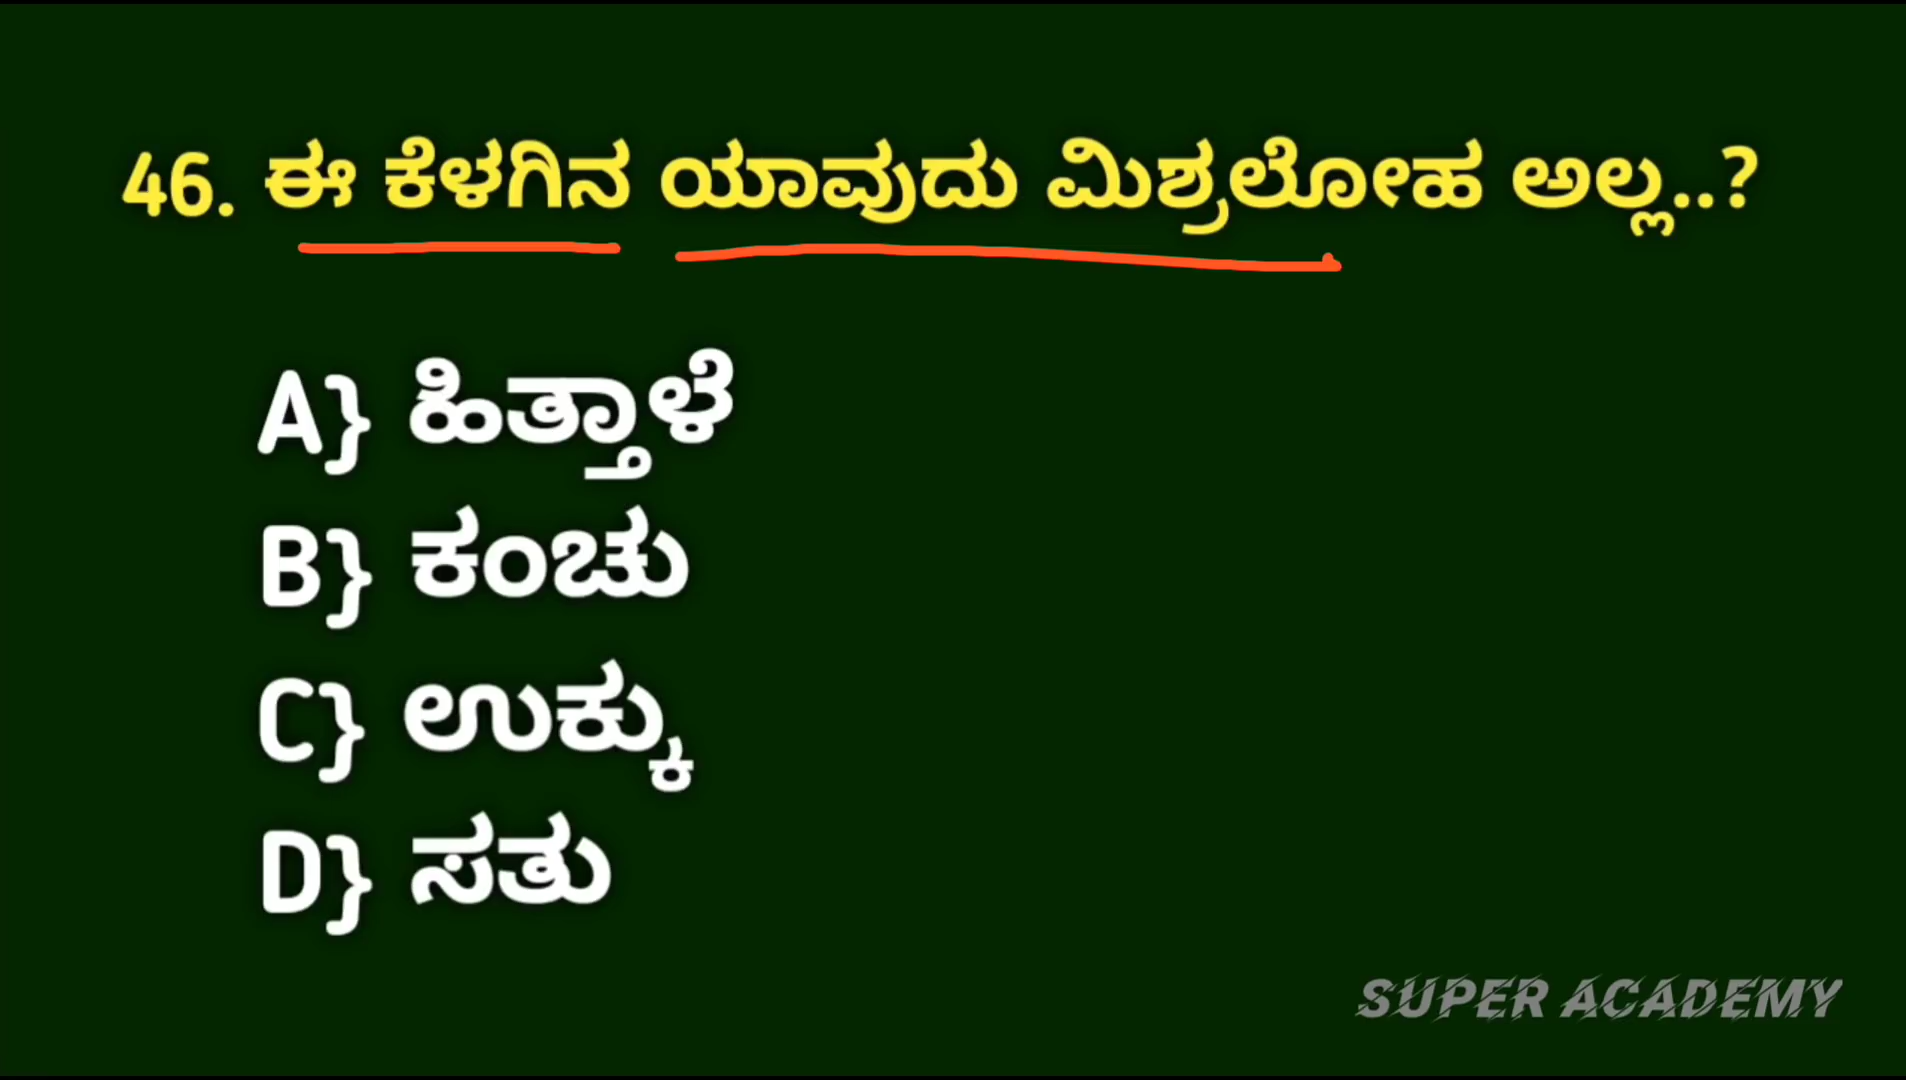 46. ಈ ಕೆಳಗಿನ ಯಾವುದು ಮಿಶ್ರಲೋಹ ಅಲ್ಲ..?
A} ಹಿತ್ತಾಳೆ
B} ಕಂಚು
C} ಉಕ್ಕು
D} ಸತು
SUPER ACADEMY